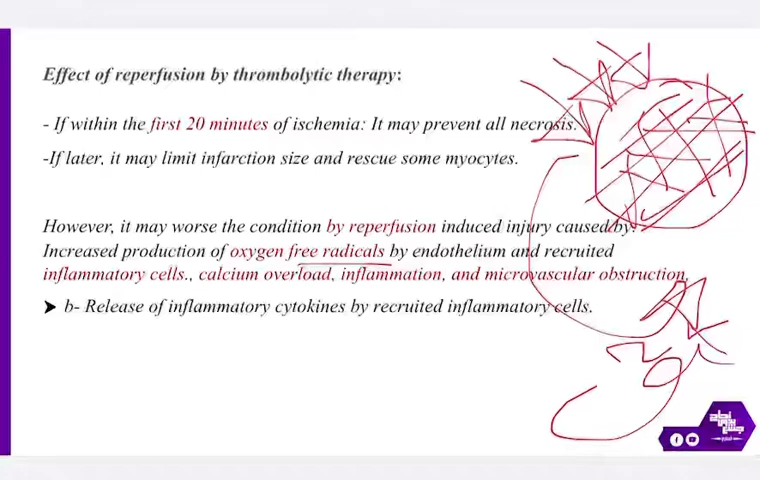 Effect of reperfusion by thrombolytic therapy:
- If within the first 20 minutes of ischemia: It may prevent all necrosis.
-If later, it may limit infarction size and rescue some myocytes.
However, it may worse the condition by reperfusion induced injury caused by:
Increased production of oxygen free radicals by endothelium and recruited
inflammatory cells., calcium overload, inflammation, and microvascular obstruction,
➤ b- Release of inflammatory cytokines by recruited inflammatory cells.